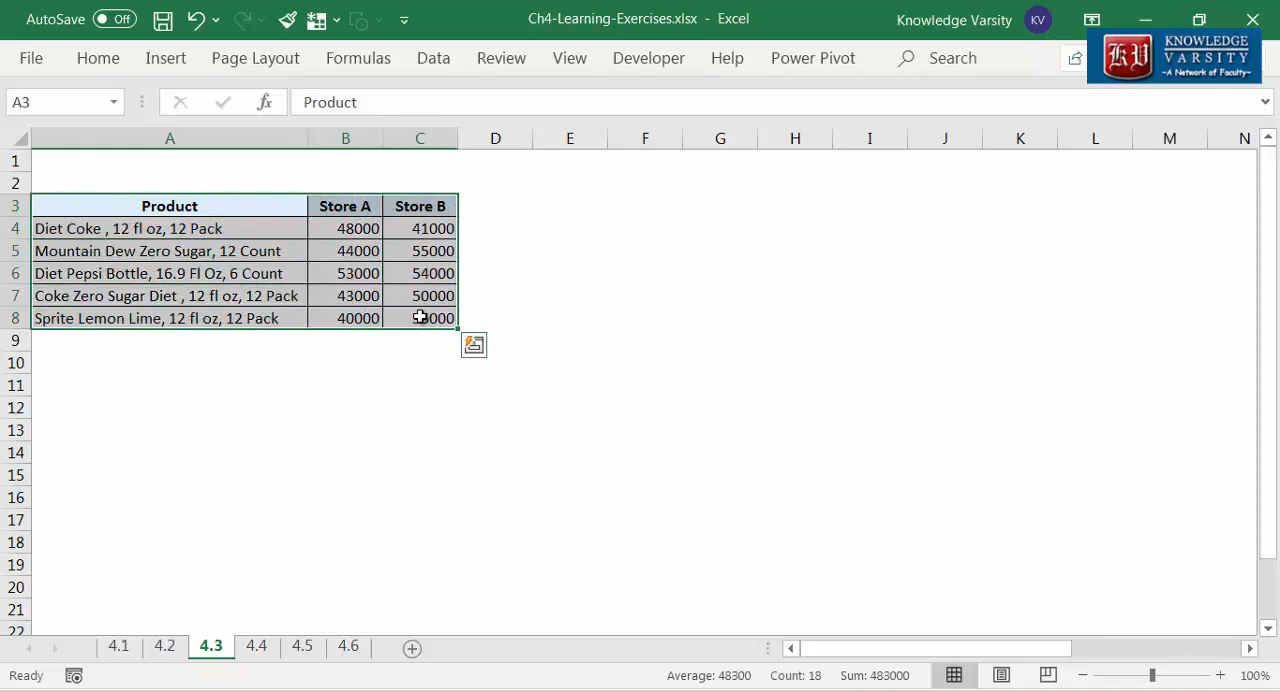 AutoSave Off Ch4-Learning-Exercises.xlsx - Excel Knowledge Varsity KV
File Home Insert Page Layout Formulas Data Review View Developer Help Power Pivot Search
KV KNOWLEDGE
VARSITY
~A Network of Faculty~
A3 fx Product
A B C D E F G H I J K L M N
1
2
3 Product Store A Store B
4 Diet Coke , 12 fl oz, 12 Pack 48000 41000
5 Mountain Dew Zero Sugar, 12 Count 44000 55000
6 Diet Pepsi Bottle, 16.9 Fl Oz, 6 Count 53000 54000
7 Coke Zero Sugar Diet , 12 fl oz, 12 Pack 43000 50000
8 Sprite Lemon Lime, 12 fl oz, 12 Pack 40000
9
10
11
12
13
14
15
16
17
18
19
20
21
22
4.1 4.2 4.3 4.4 4.5 4.6
Ready Average: 48300 Count: 18 Sum: 483000 100%